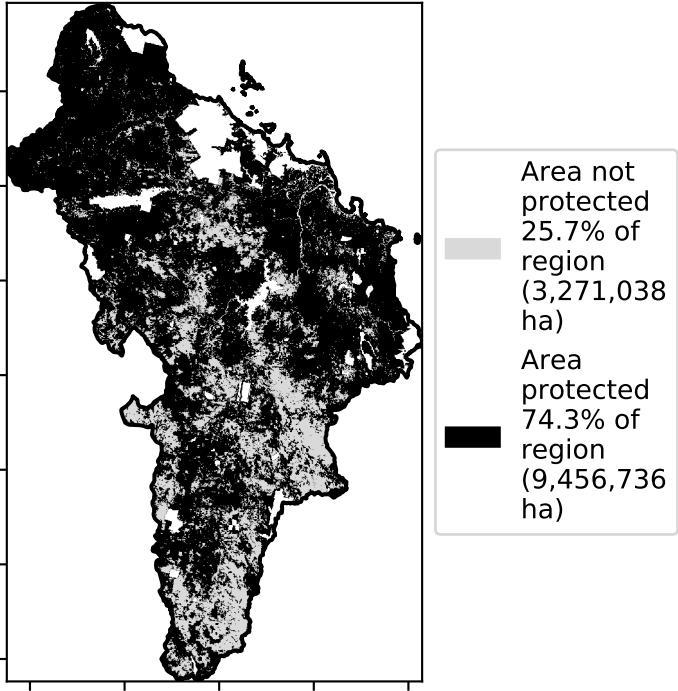 Area not
protected
25.7% of
region
(3,271,038
ha)
Area
protected
74.3% of
region
(9,456,736
ha)